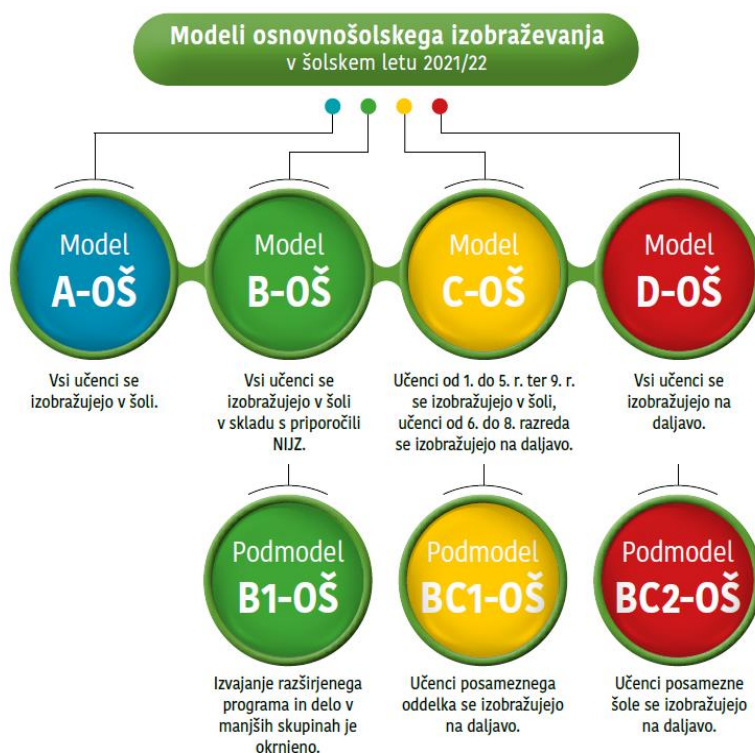 Modeli osnovnošolskega izobraževanja
v šolskem letu 2021/22
Model
A-OŠ
Vsi učenci se
izobražujejo v šoli.
Model
B-OŠ
Vsi učenci se
izobražujejo v šoli
v skladu s priporočili
NIJZ.
Model
C-OŠ
Učenci od 1. do 5. r. ter 9. r.
se izobražujejo v šoli,
učenci od 6. do 8. razreda
se izobražujejo na daljavo.
Model
D-OŠ
Vsi učenci se
izobražujejo na
daljavo.
Podmodel
B1-OŠ
Izvajanje razširjenega
programa in delo v
manjših skupinah je
okrnjeno.
Podmodel
BC1-OŠ
Učenci posameznega
oddelka se izobražujejo
na daljavo.
Podmodel
BC2-OŠ
Učenci posamezne
šole se izobražujejo
na daljavo.